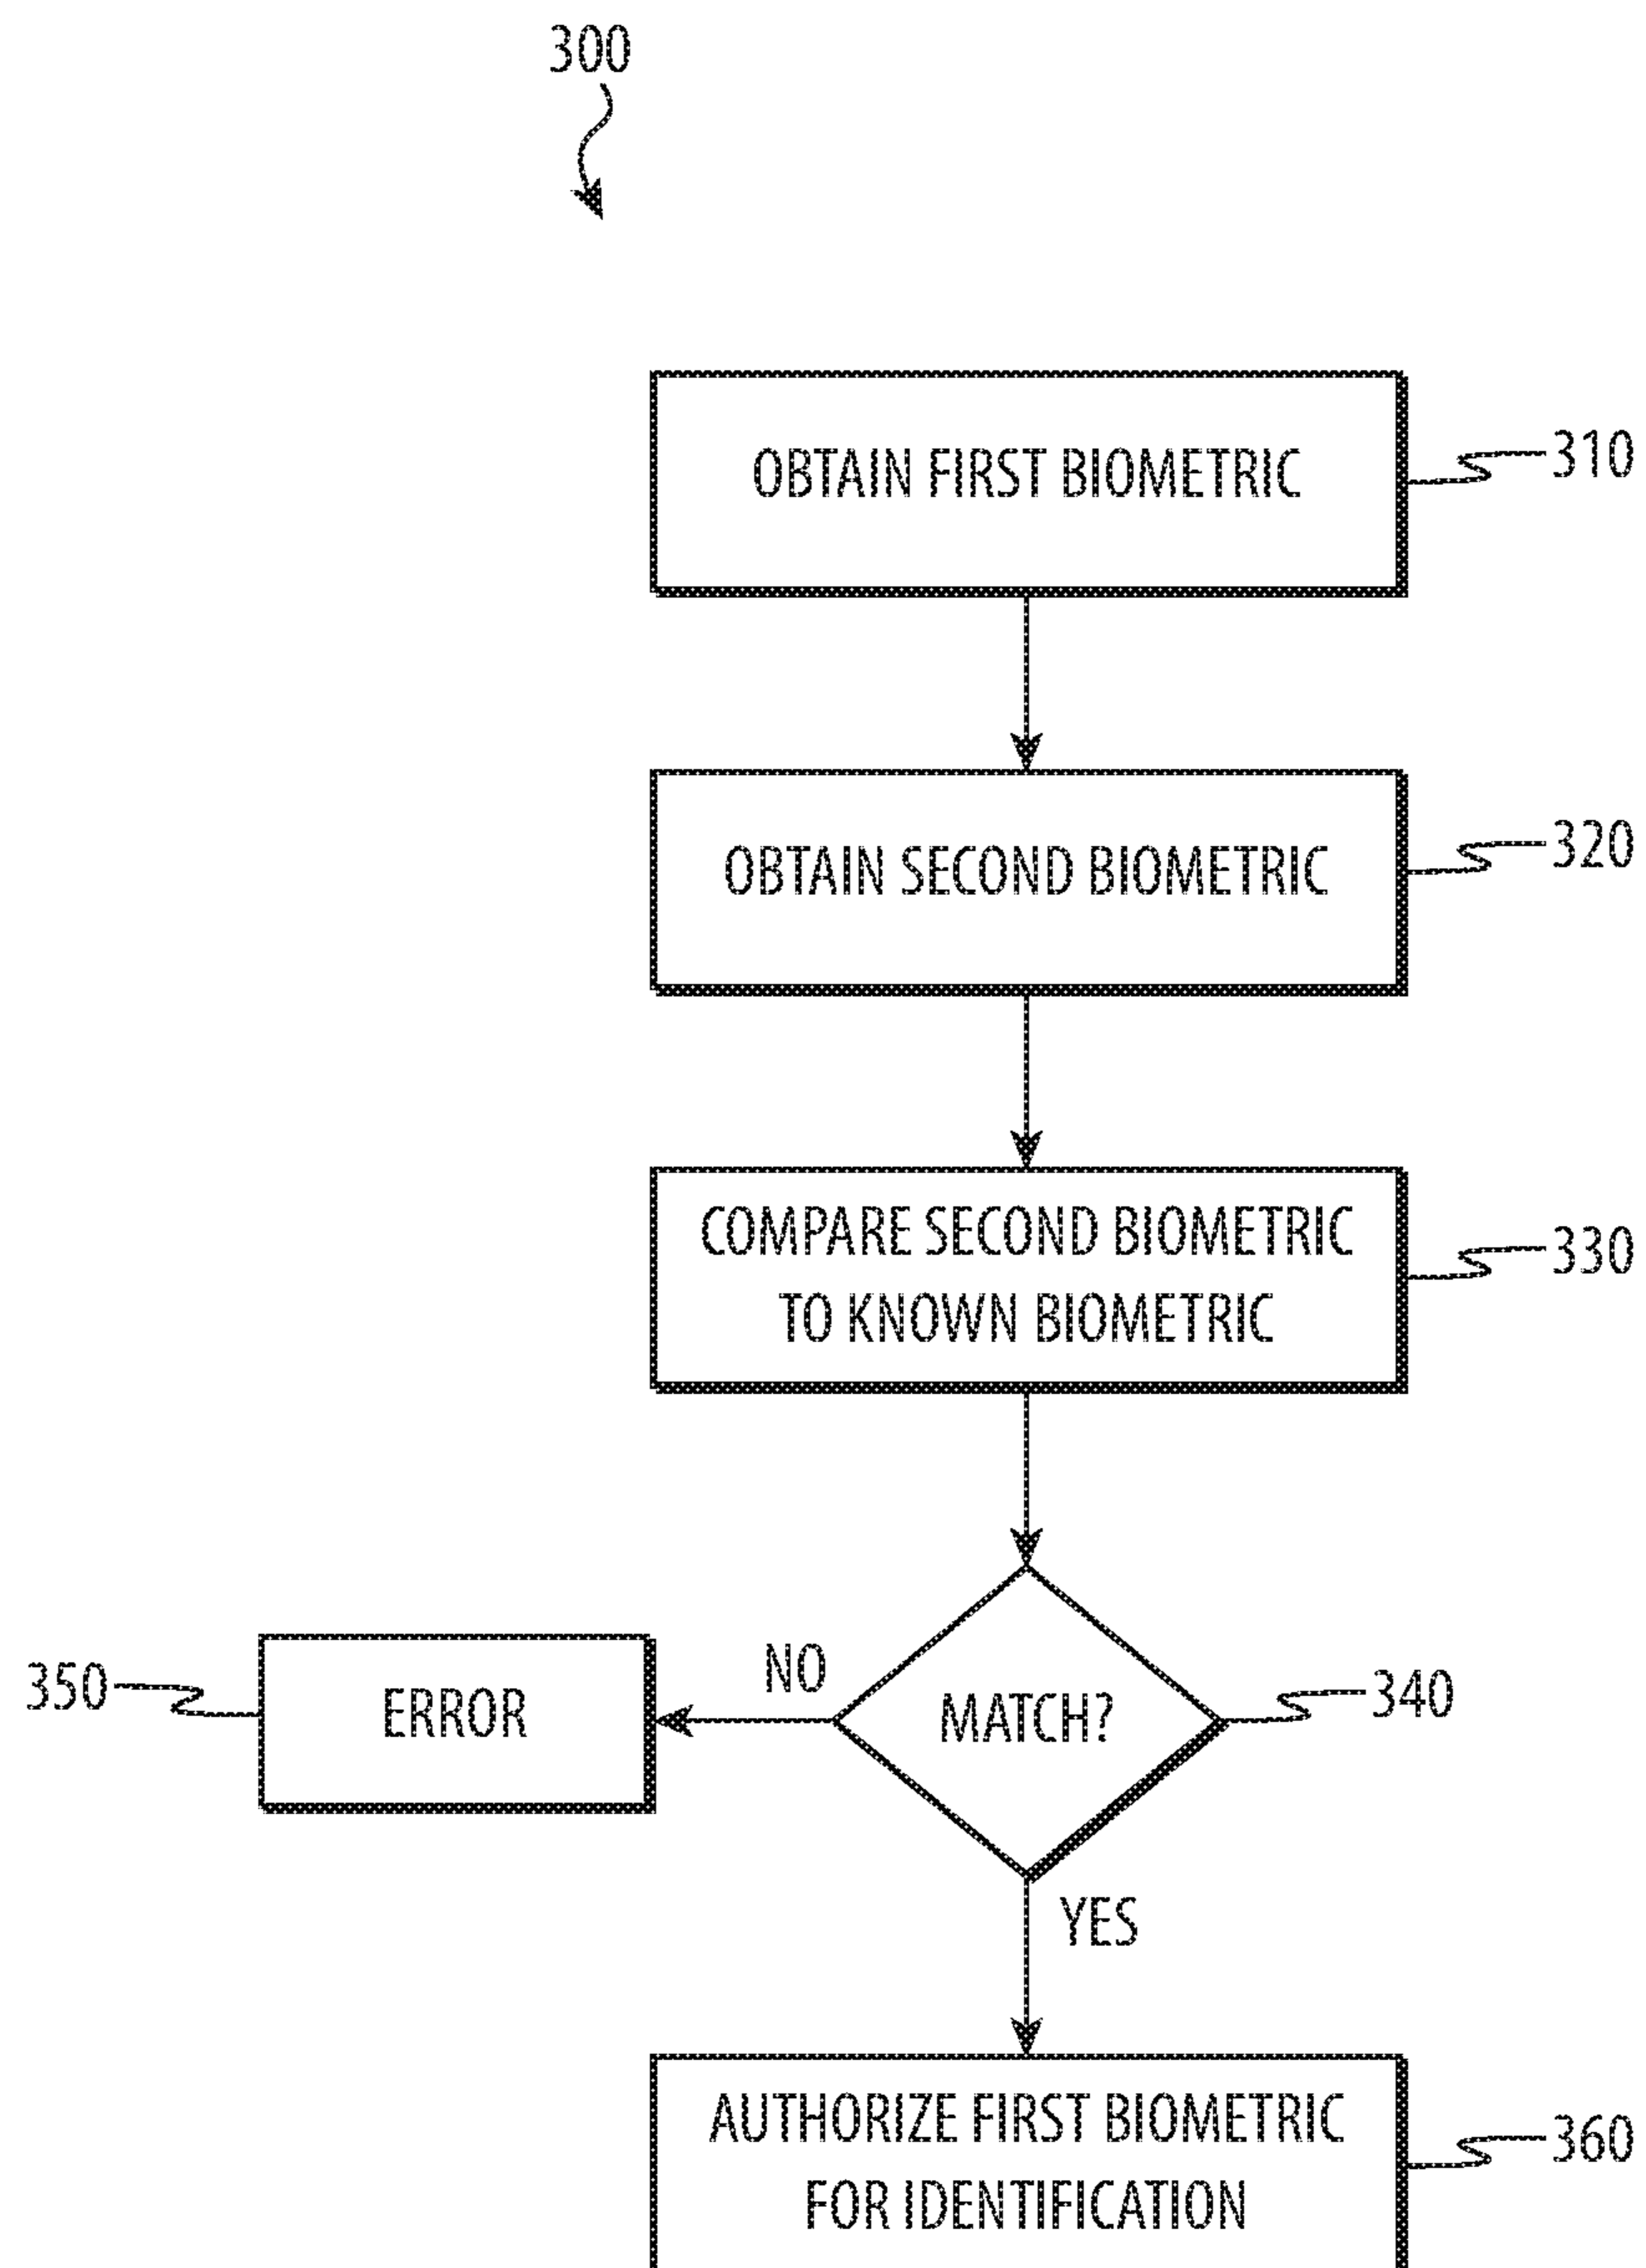 300
OBTAIN FIRST BIOMETRIC
310
OBTAIN SECOND BIOMETRIC
320
COMPARE SECOND BIOMETRIC
TO KNOWN BIOMETRIC
330
350
ERROR
NO
MATCH?
340
YES
AUTHORIZE FIRST BIOMETRIC
FOR IDENTIFICATION
360